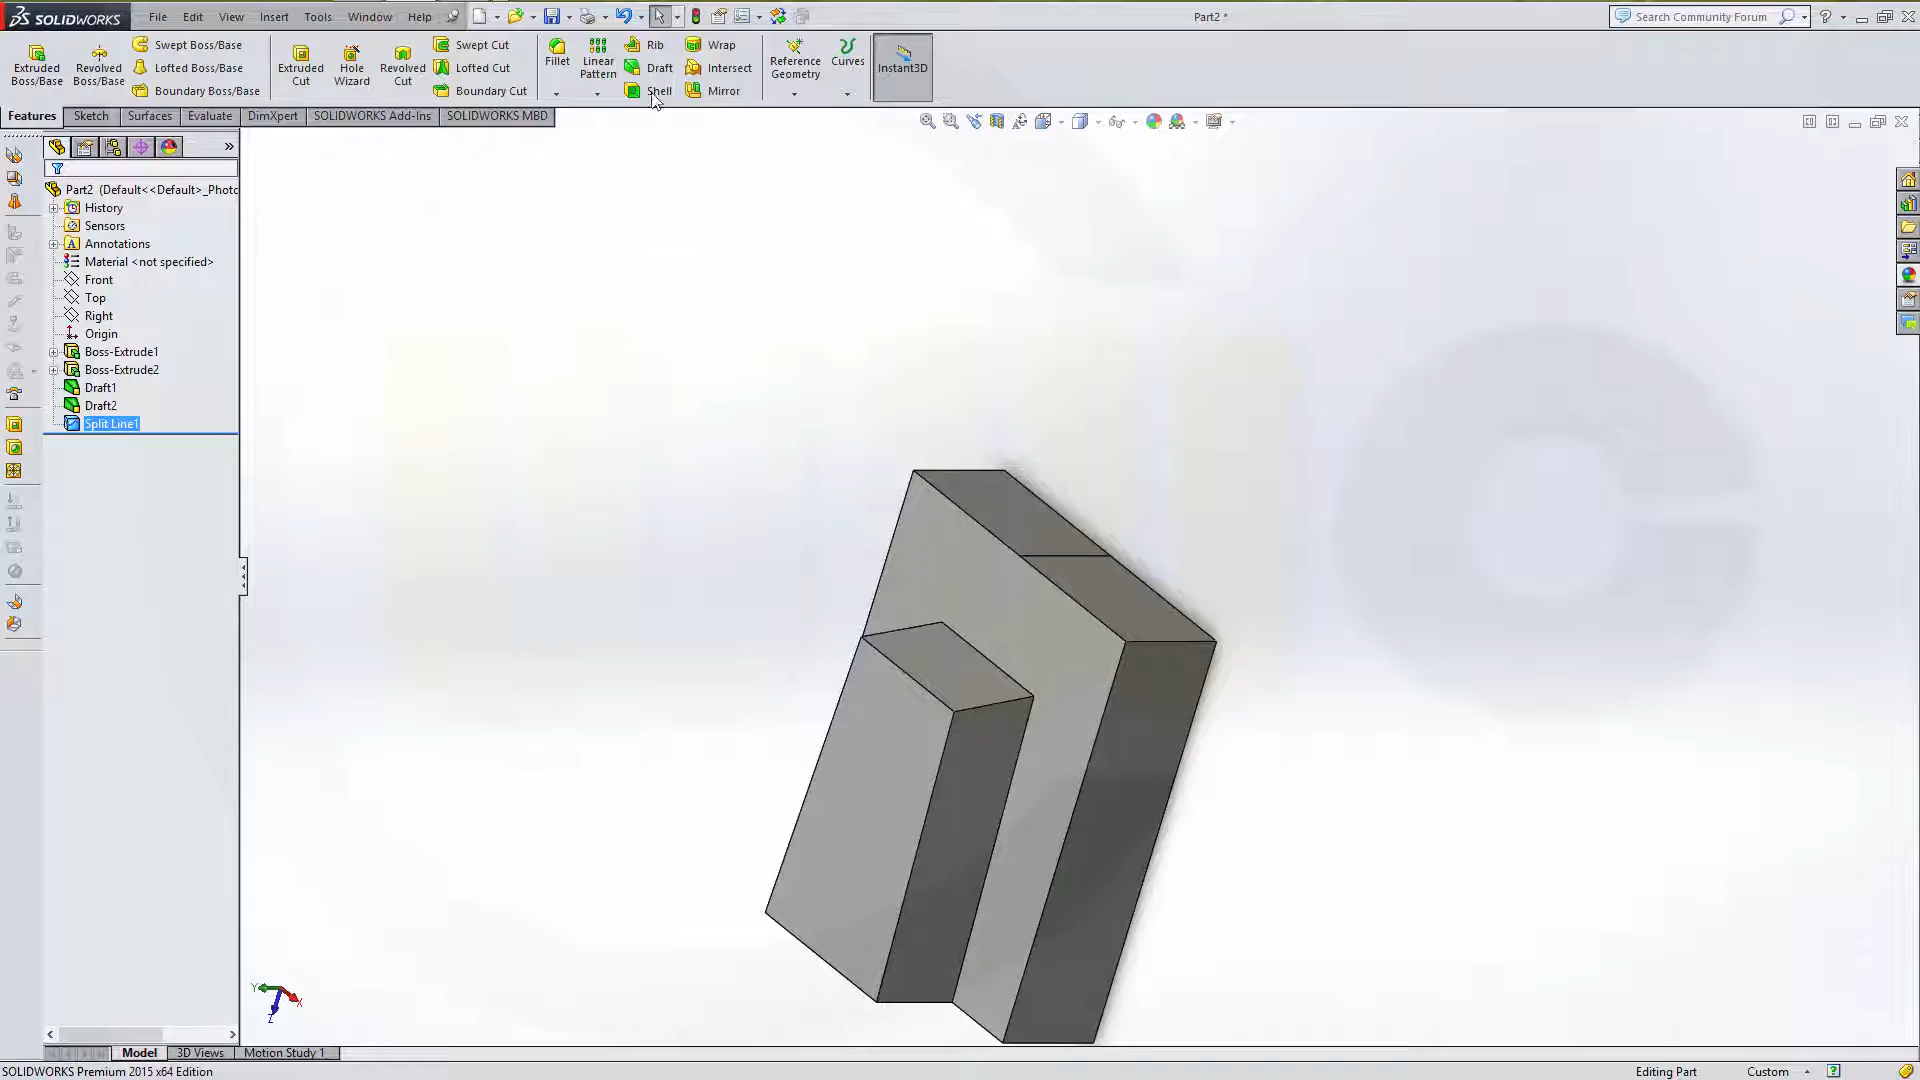 SOLIDWORKS File Edit View Insert Tools Window Help Part2 * Search Community Forum
Extruded Boss/Base
Revolved Boss/Base
Swept Boss/Base
Lofted Boss/Base
Boundary Boss/Base
Extruded Cut
Hole Wizard
Revolved Cut
Swept Cut
Lofted Cut
Boundary Cut
Fillet
Linear Pattern
Rib
Draft
Shell
Wrap
Intersect
Mirror
Reference Geometry
Curves
Instant3D
Features Sketch Surfaces Evaluate DimXpert SOLIDWORKS Add-Ins SOLIDWORKS MBD
Part2 (Default<<Default>_Photo
History
Sensors
Annotations
Material <not specified>
Front
Top
Right
Origin
Boss-Extrude1
Boss-Extrude2
Draft1
Draft2
Split Line1
Y X
Z
Model 3D Views Motion Study 1
SOLIDWORKS Premium 2015 x64 Edition Editing Part Custom